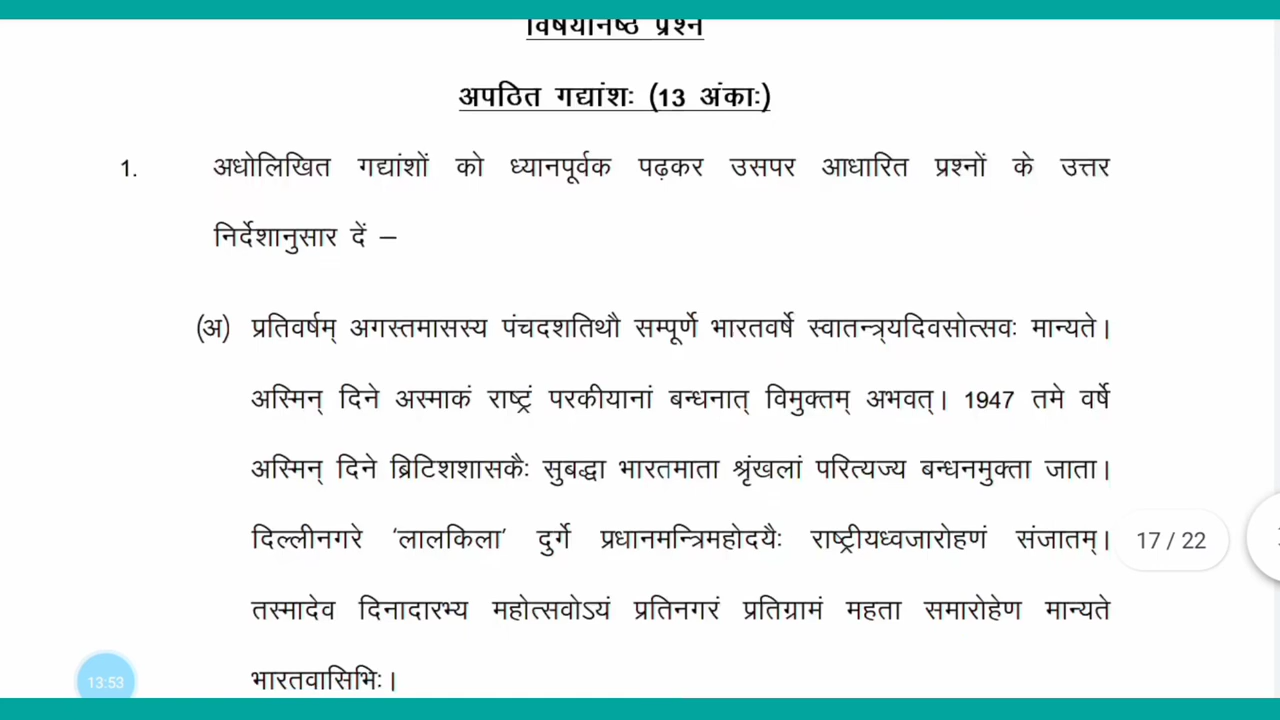 विषयनिष्ठ प्रश्न
अपठित गद्यांशः (13 अंकाः)
1. अधोलिखित गद्यांशों को ध्यानपूर्वक पढ़कर उसपर आधारित प्रश्नों के उत्तर
निर्देशानुसार दें –
(अ) प्रतिवर्षम् अगस्तमासस्य पंचदशतिथौ सम्पूर्णे भारतवर्षे स्वातन्त्र्यदिवसोत्सवः मान्यते।
अस्मिन् दिने अस्माकं राष्ट्रं परकीयानां बन्धनात् विमुक्तम् अभवत्। 1947 तमे वर्षे
अस्मिन् दिने ब्रिटिशशासकैः सुबद्धा भारतमाता श्रृंखलां परित्यज्य बन्धनमुक्ता जाता।
दिल्लीनगरे 'लालकिला' दुर्गे प्रधानमन्त्रिमहोदयैः राष्ट्रीयध्वजारोहणं संजातम्।
17 / 22
तस्मादेव दिनादारभ्य महोत्सवोऽयं प्रतिनगरं प्रतिग्रामं महता समारोहेण मान्यते
भारतवासिभिः।
13:53